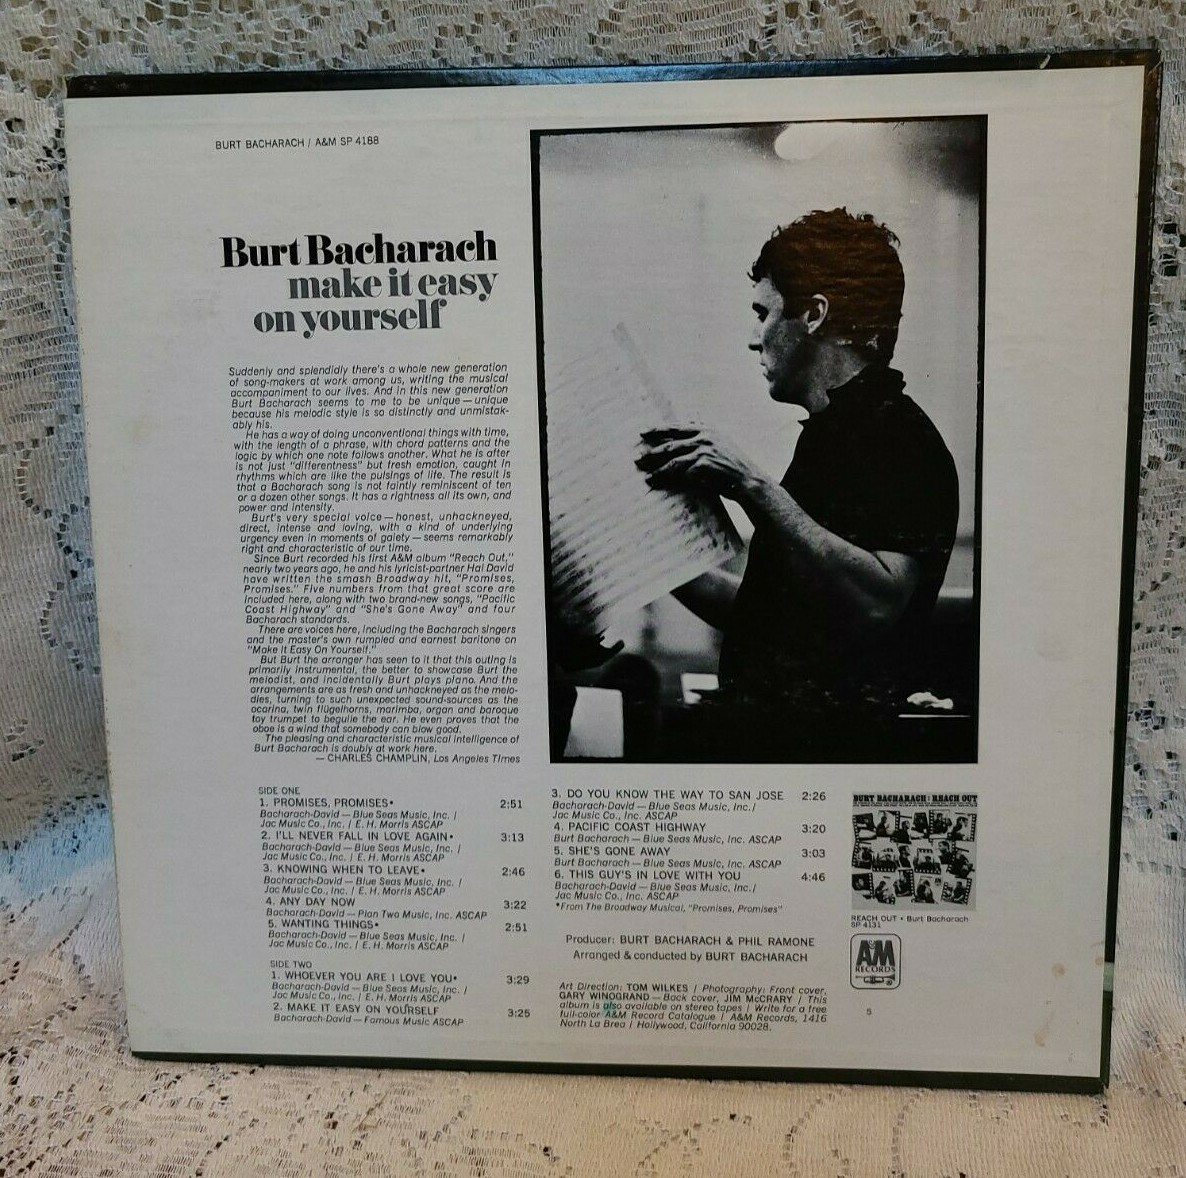 BURT BACHARACH / A&M SP 4188
Burt Bacharach
make it easy
on yourself
Suddenly and splendidly there's a whole new generation
of song-makers at work among us, writing the musical
accompaniment to our lives. And in this new generation
Burt Bacharach seems to me to be unique — unique
because his melodic style is so distinctly and unmistak-
ably his.
He has a way of doing unconventional things with time,
with the length of a phrase, with chord patterns and the
logic by which one note follows another. What he is after
is not just "differentness" but fresh emotion, caught in
rhythms which are like the pulsings of life. The result is
that a Bacharach song is not faintly reminiscent of ten
or a dozen other songs. It has a rightness all its own, and
power and intensity.
Burt's very special voice — honest, unhackneyed,
direct, intense and loving, with a kind of underlying
urgency even in moments of gaiety — seems remarkably
right and characteristic of our time.
Since Burt recorded his first A&M album "Reach Out,"
nearly two years ago, he and his lyricist-partner Hal David
have written the smash Broadway hit, "Promises,
Promises." Five numbers from that great score are
included here, along with two brand-new songs, "Pacific
Coast Highway" and "She's Gone Away" and four
Bacharach standards.
There are voices here, including the Bacharach singers
and the master's own rumpled and earnest baritone on
"Make It Easy On Yourself."
But Burt the arranger has seen to it that this outing is
primarily instrumental, the better to showcase Burt the
melodist, and incidentally Burt plays piano. And the
arrangements are as fresh and unhackneyed as the melo-
dies, turning to such unexpected sound-sources as the
ocarina, twin flügelhorns, marimba, organ and baroque
toy trumpet to beguile the ear. He even proves that the
oboe is a wind that somebody can blow good.
The pleasing and characteristic musical intelligence of
Burt Bacharach is doubly at work here.
— CHARLES CHAMPLIN, Los Angeles Times
SIDE ONE
1. PROMISES, PROMISES• 2:51
Bacharach-David — Blue Seas Music, Inc. /
Jac Music Co., Inc. / E. H. Morris ASCAP
2. I'LL NEVER FALL IN LOVE AGAIN• 3:13
Bacharach-David — Blue Seas Music, Inc. /
Jac Music Co., Inc. / E. H. Morris ASCAP
3. KNOWING WHEN TO LEAVE• 2:46
Bacharach-David — Blue Seas Music, Inc. /
Jac Music Co., Inc. / E. H. Morris ASCAP
4. ANY DAY NOW 3:22
Bacharach-David — Plan Two Music, Inc. ASCAP
5. WANTING THINGS• 2:51
Bacharach-David — Blue Seas Music, Inc. /
Jac Music Co., Inc. / E. H. Morris ASCAP
SIDE TWO
1. WHOEVER YOU ARE I LOVE YOU• 3:29
Bacharach-David — Blue Seas Music, Inc. /
Jac Music Co., Inc. / E. H. Morris ASCAP
2. MAKE IT EASY ON YOURSELF 3:25
Bacharach-David — Famous Music ASCAP
3. DO YOU KNOW THE WAY TO SAN JOSE 2:26
Bacharach-David — Blue Seas Music, Inc./
Jac Music Co., Inc. ASCAP
4. PACIFIC COAST HIGHWAY 3:20
Burt Bacharach — Blue Seas Music, Inc. ASCAP
5. SHE'S GONE AWAY 3:03
Burt Bacharach — Blue Seas Music, Inc. ASCAP
6. THIS GUY'S IN LOVE WITH YOU 4:46
Bacharach-David — Blue Seas Music, Inc./
Jac Music Co., Inc. ASCAP
*From The Broadway Musical, "Promises, Promises"
Producer: BURT BACHARACH & PHIL RAMONE
Arranged & conducted by BURT BACHARACH
Art Direction: TOM WILKES / Photography: Front cover,
GARY WINOGRAND — Back cover, JIM McCRARY / This
album is also available on stereo tapes / Write for a free
full-color A&M Record Catalogue / A&M Records, 1416
North La Brea / Hollywood, California 90028.
BURT BACHARACH : REACH OUT
REACH OUT • Burt Bacharach
SP 4131
A&M
RECORDS
5